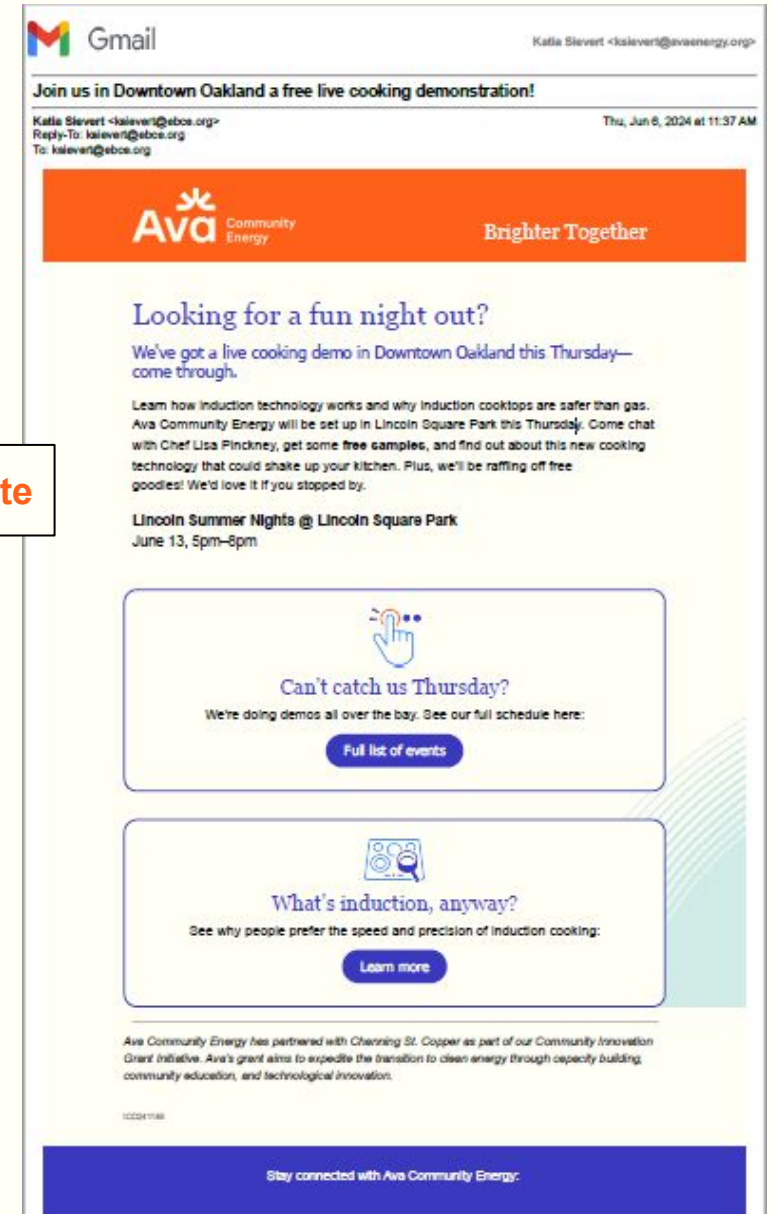 Gmail
Katia Sievert <ksievert@avaenergy.org>
Join us in Downtown Oakland a free live cooking demonstration!
Katia Sievert <ksievert@ebce.org>
Thu, Jun 6, 2024 at 11:37 AM
Reply-To: ksievert@ebce.org
To: ksievert@ebce.org
Ava Community Energy
Brighter Together
Looking for a fun night out?
We've got a live cooking demo in Downtown Oakland this Thursday—
come through.
Learn how induction technology works and why induction cooktops are safer than gas.
Ava Community Energy will be set up in Lincoln Square Park this Thursday. Come chat
with Chef Lisa Pinckney, get some free samples, and find out about this new cooking
technology that could shake up your kitchen. Plus, we'll be raffling off free
goodies! We'd love it if you stopped by.
te
Lincoln Summer Nights @ Lincoln Square Park
June 13, 5pm–8pm
Can't catch us Thursday?
We're doing demos all over the bay. See our full schedule here:
Full list of events
What's induction, anyway?
See why people prefer the speed and precision of induction cooking:
Learn more
Ava Community Energy has partnered with Channing St. Copper as part of our Community Innovation
Grant Initiative. Ava's grant aims to expedite the transition to clean energy through capacity building,
community education, and technological innovation.
Stay connected with Ava Community Energy: